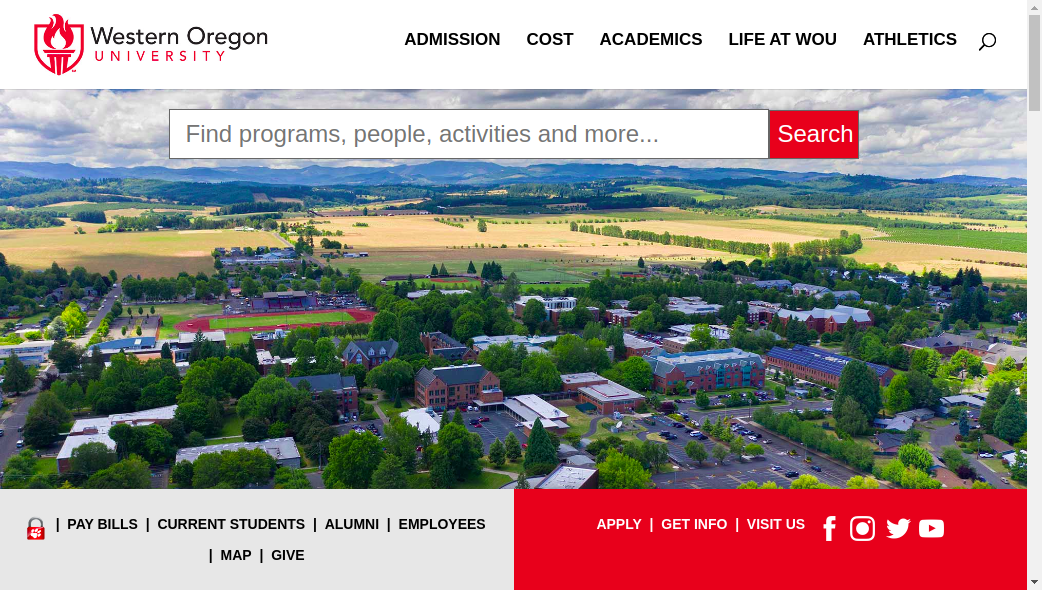 Western Oregon
UNIVERSITY
ADMISSION COST ACADEMICS LIFE AT WOU ATHLETICS
Find programs, people, activities and more... Search
| PAY BILLS | CURRENT STUDENTS | ALUMNI | EMPLOYEES
| MAP | GIVE
APPLY | GET INFO | VISIT US